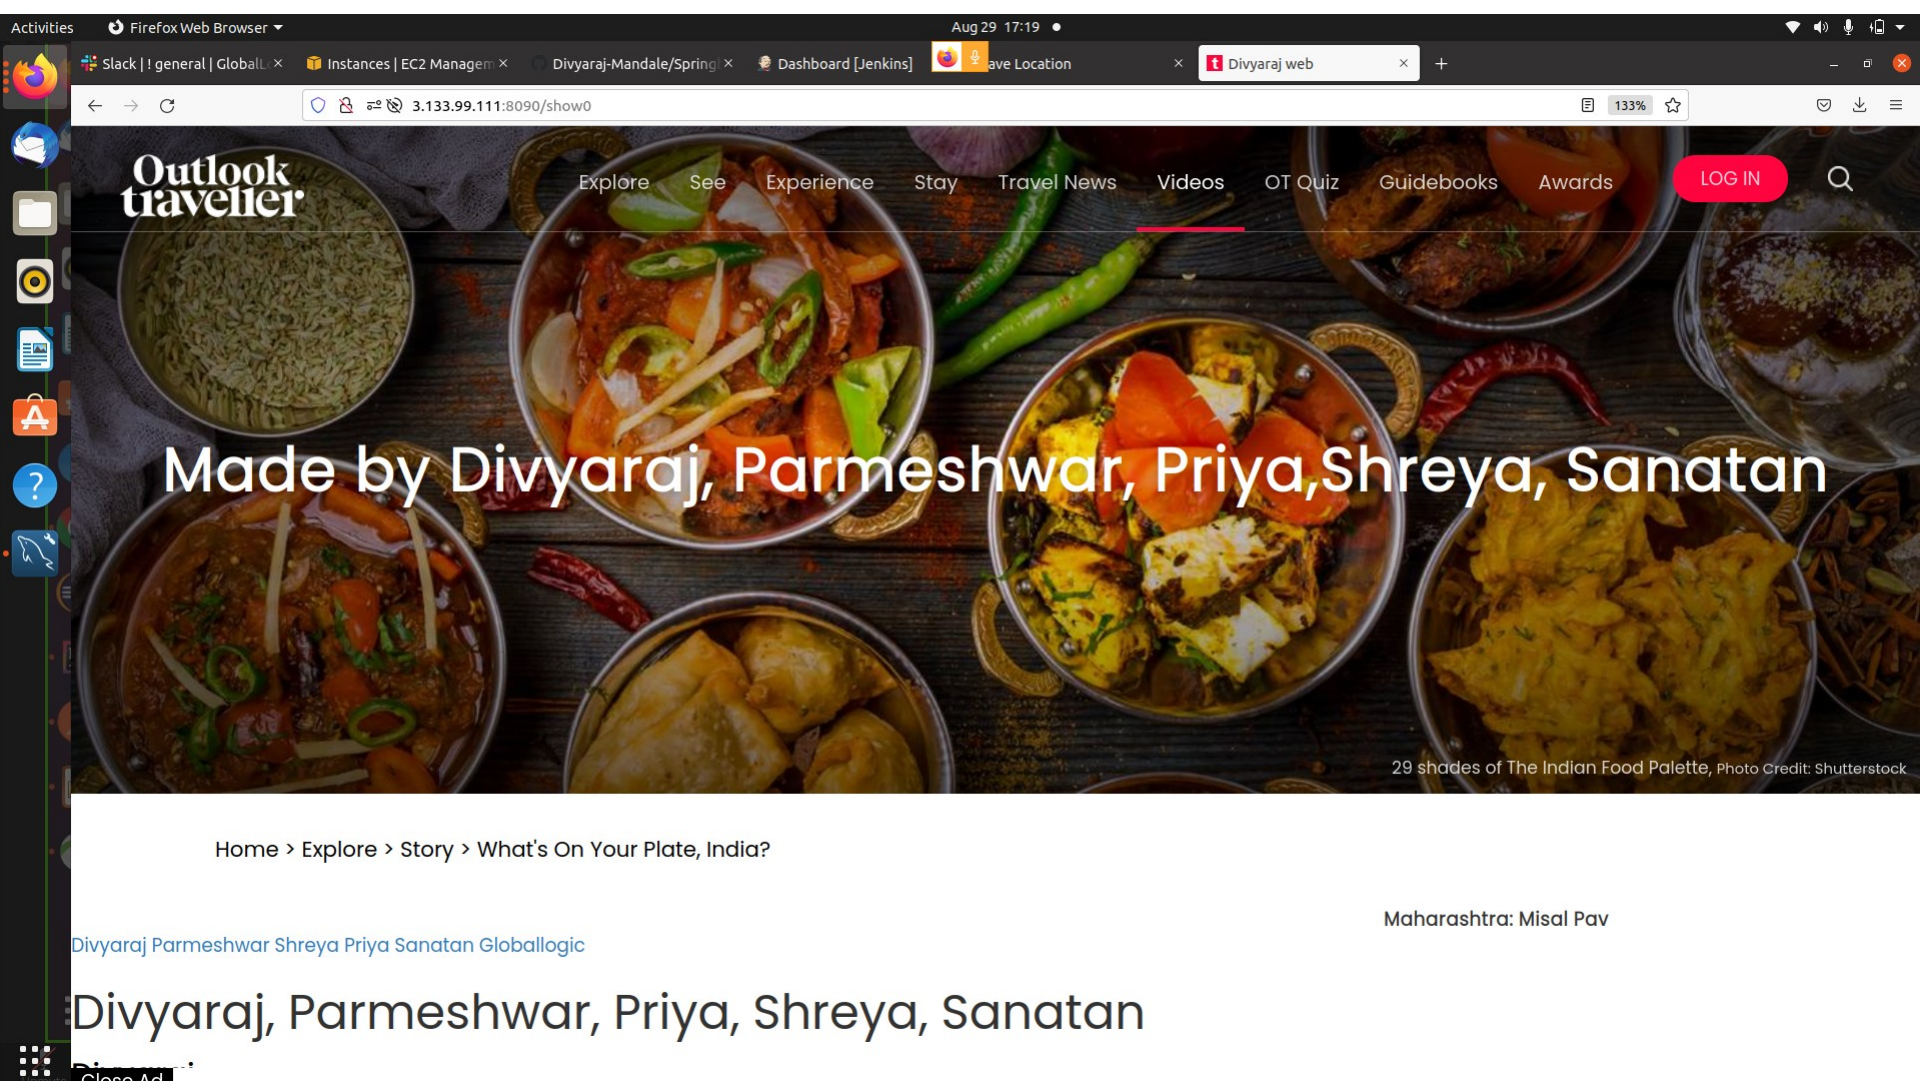 Activities
Firefox Web Browser
Aug 29 17:19
Slack | ! general | GlobalL
Instances | EC2 Managem
Divyaraj-Mandale/Spring
Dashboard [Jenkins]
ave Location
Divyaraj web
3.133.99.111:8090/show0
133%
Outlook
traveller
Explore
See
Experience
Stay
Travel News
Videos
OT Quiz
Guidebooks
Awards
LOG IN
Made by Divyaraj, Parmeshwar, Priya,Shreya, Sanatan
29 shades of The Indian Food Palette, Photo Credit: Shutterstock
Home > Explore > Story > What's On Your Plate, India?
Maharashtra: Misal Pav
Divyaraj Parmeshwar Shreya Priya Sanatan Globallogic
Divyaraj, Parmeshwar, Priya, Shreya, Sanatan
Close Ad